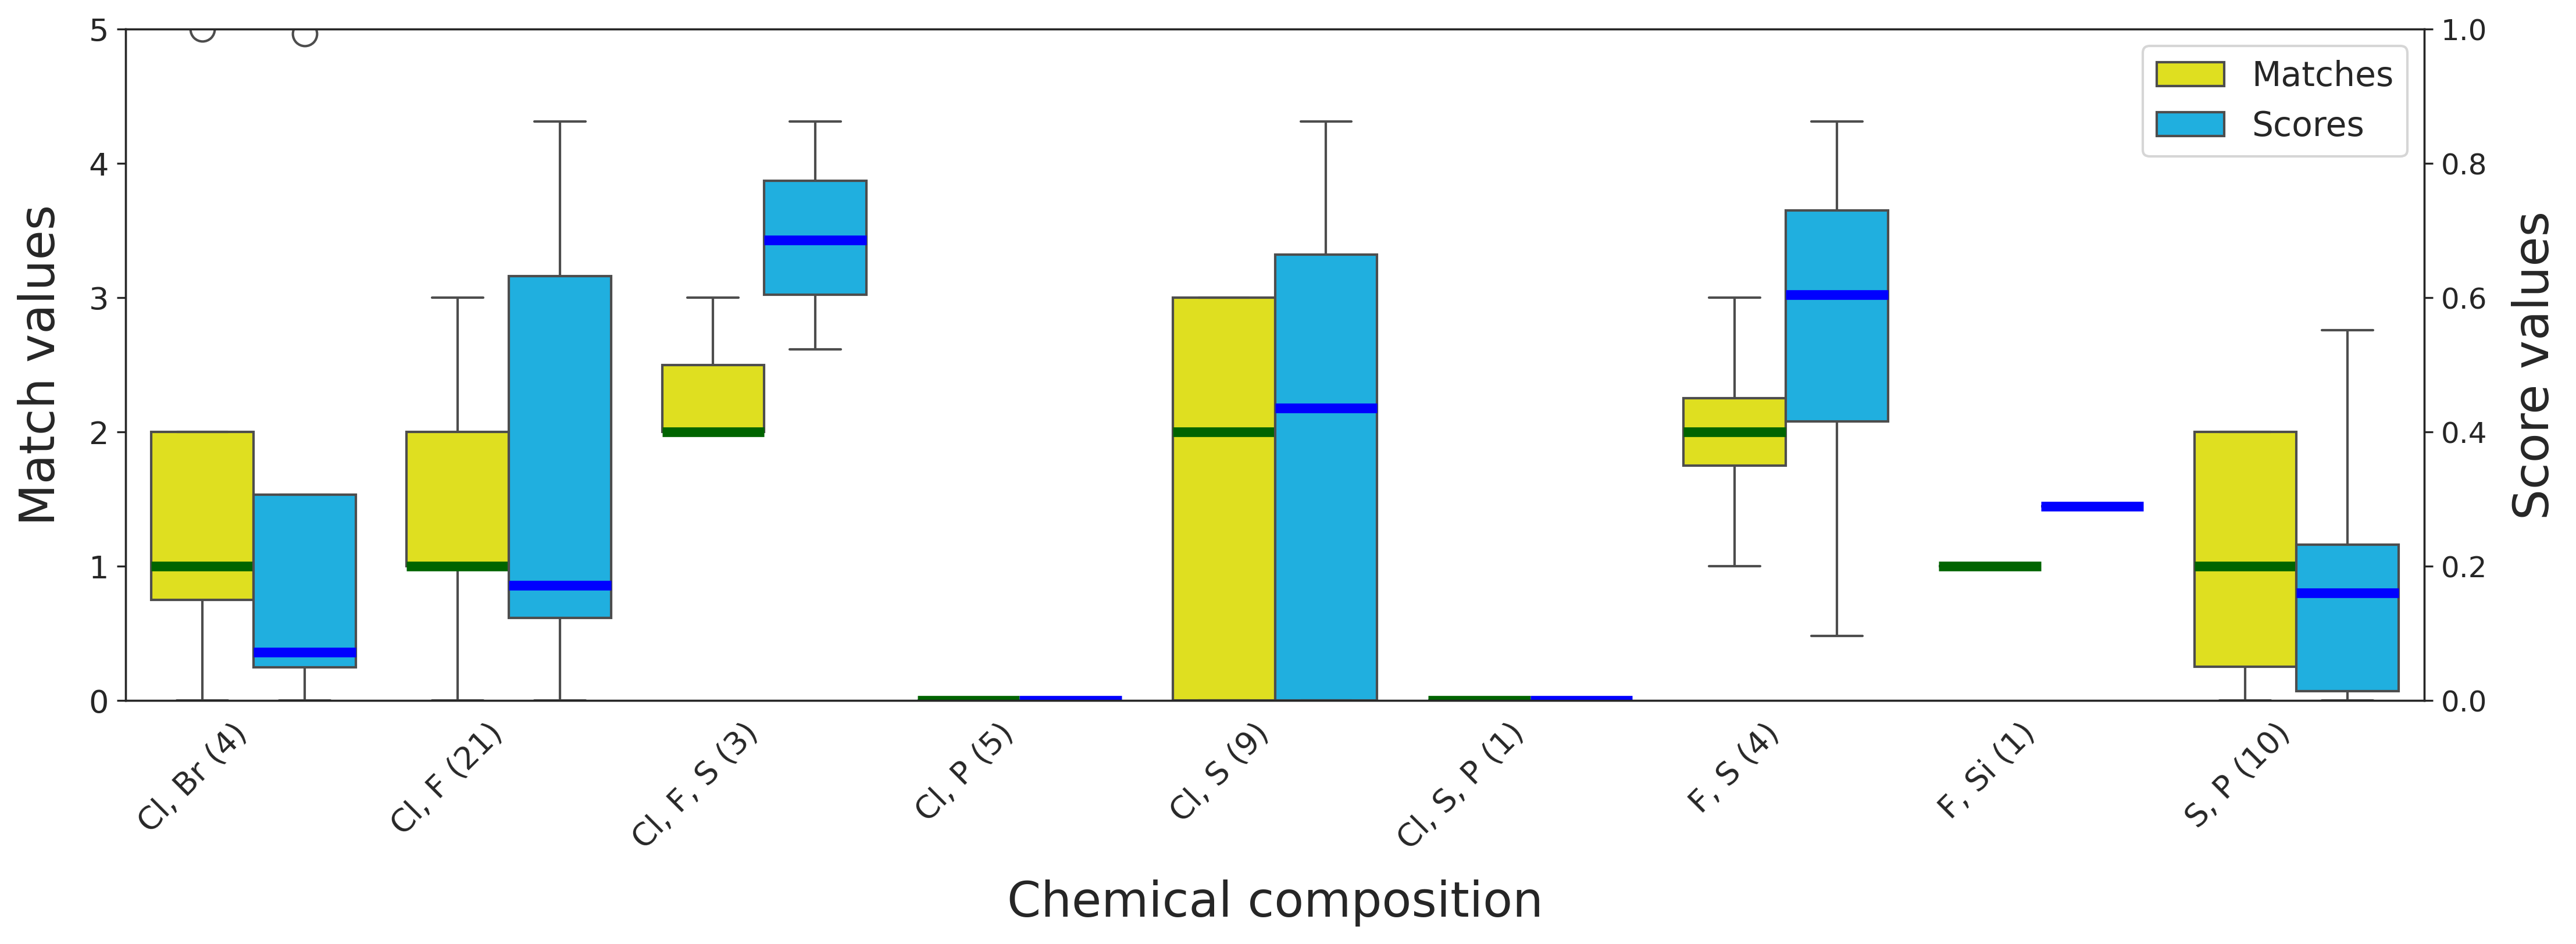 5
4
3
2
1
0
Match values
1.0
0.8
0.6
0.4
0.2
0.0
Score values
Matches
Scores
Cl, Br (4)
Cl, F (21)
Cl, F, S (3)
Cl, P (5)
Cl, S (9)
Cl, S, P (1)
F, S (4)
F, Si (1)
S, P (10)
Chemical composition